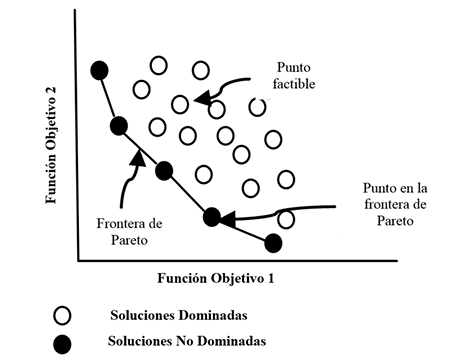 Punto
factible
Función Objetivo 2
Punto en la
frontera de
Pareto
Frontera de
Pareto
Función Objetivo 1
Soluciones Dominadas
Soluciones No Dominadas